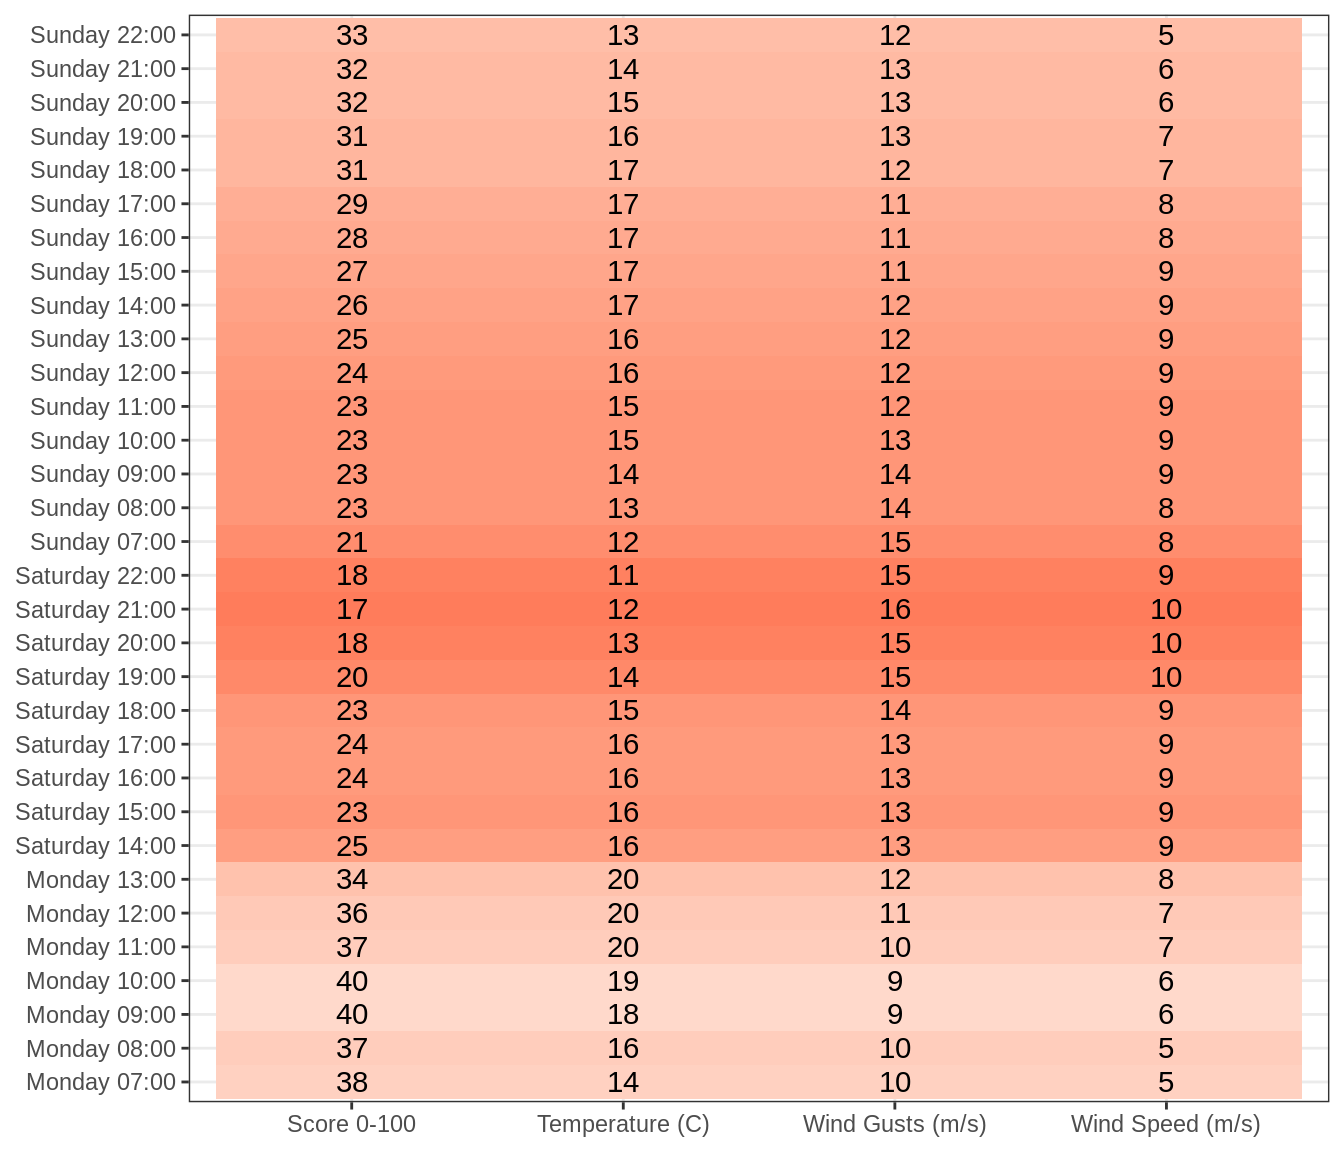 Sunday 22:00 33 13 12 5
Sunday 21:00 32 14 13 6
Sunday 20:00 32 15 13 6
Sunday 19:00 31 16 13 7
Sunday 18:00 31 17 12 7
Sunday 17:00 29 17 11 8
Sunday 16:00 28 17 11 8
Sunday 15:00 27 17 11 9
Sunday 14:00 26 17 12 9
Sunday 13:00 25 16 12 9
Sunday 12:00 24 16 12 9
Sunday 11:00 23 15 12 9
Sunday 10:00 23 15 13 9
Sunday 09:00 23 14 14 9
Sunday 08:00 23 13 14 8
Sunday 07:00 21 12 15 8
Saturday 22:00 18 11 15 9
Saturday 21:00 17 12 16 10
Saturday 20:00 18 13 15 10
Saturday 19:00 20 14 15 10
Saturday 18:00 23 15 14 9
Saturday 17:00 24 16 13 9
Saturday 16:00 24 16 13 9
Saturday 15:00 23 16 13 9
Saturday 14:00 25 16 13 9
Monday 13:00 34 20 12 8
Monday 12:00 36 20 11 7
Monday 11:00 37 20 10 7
Monday 10:00 40 19 9 6
Monday 09:00 40 18 9 6
Monday 08:00 37 16 10 5
Monday 07:00 38 14 10 5
Score 0-100 Temperature (C) Wind Gusts (m/s) Wind Speed (m/s)